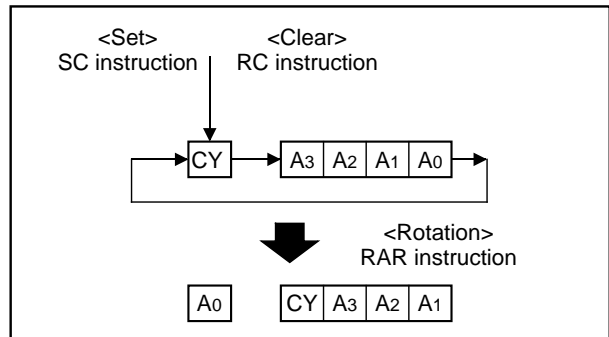 <Set> <Clear>
SC instruction RC instruction
CY A3 A2 A1 A0
<Rotation>
RAR instruction
A0 CY A3 A2 A1